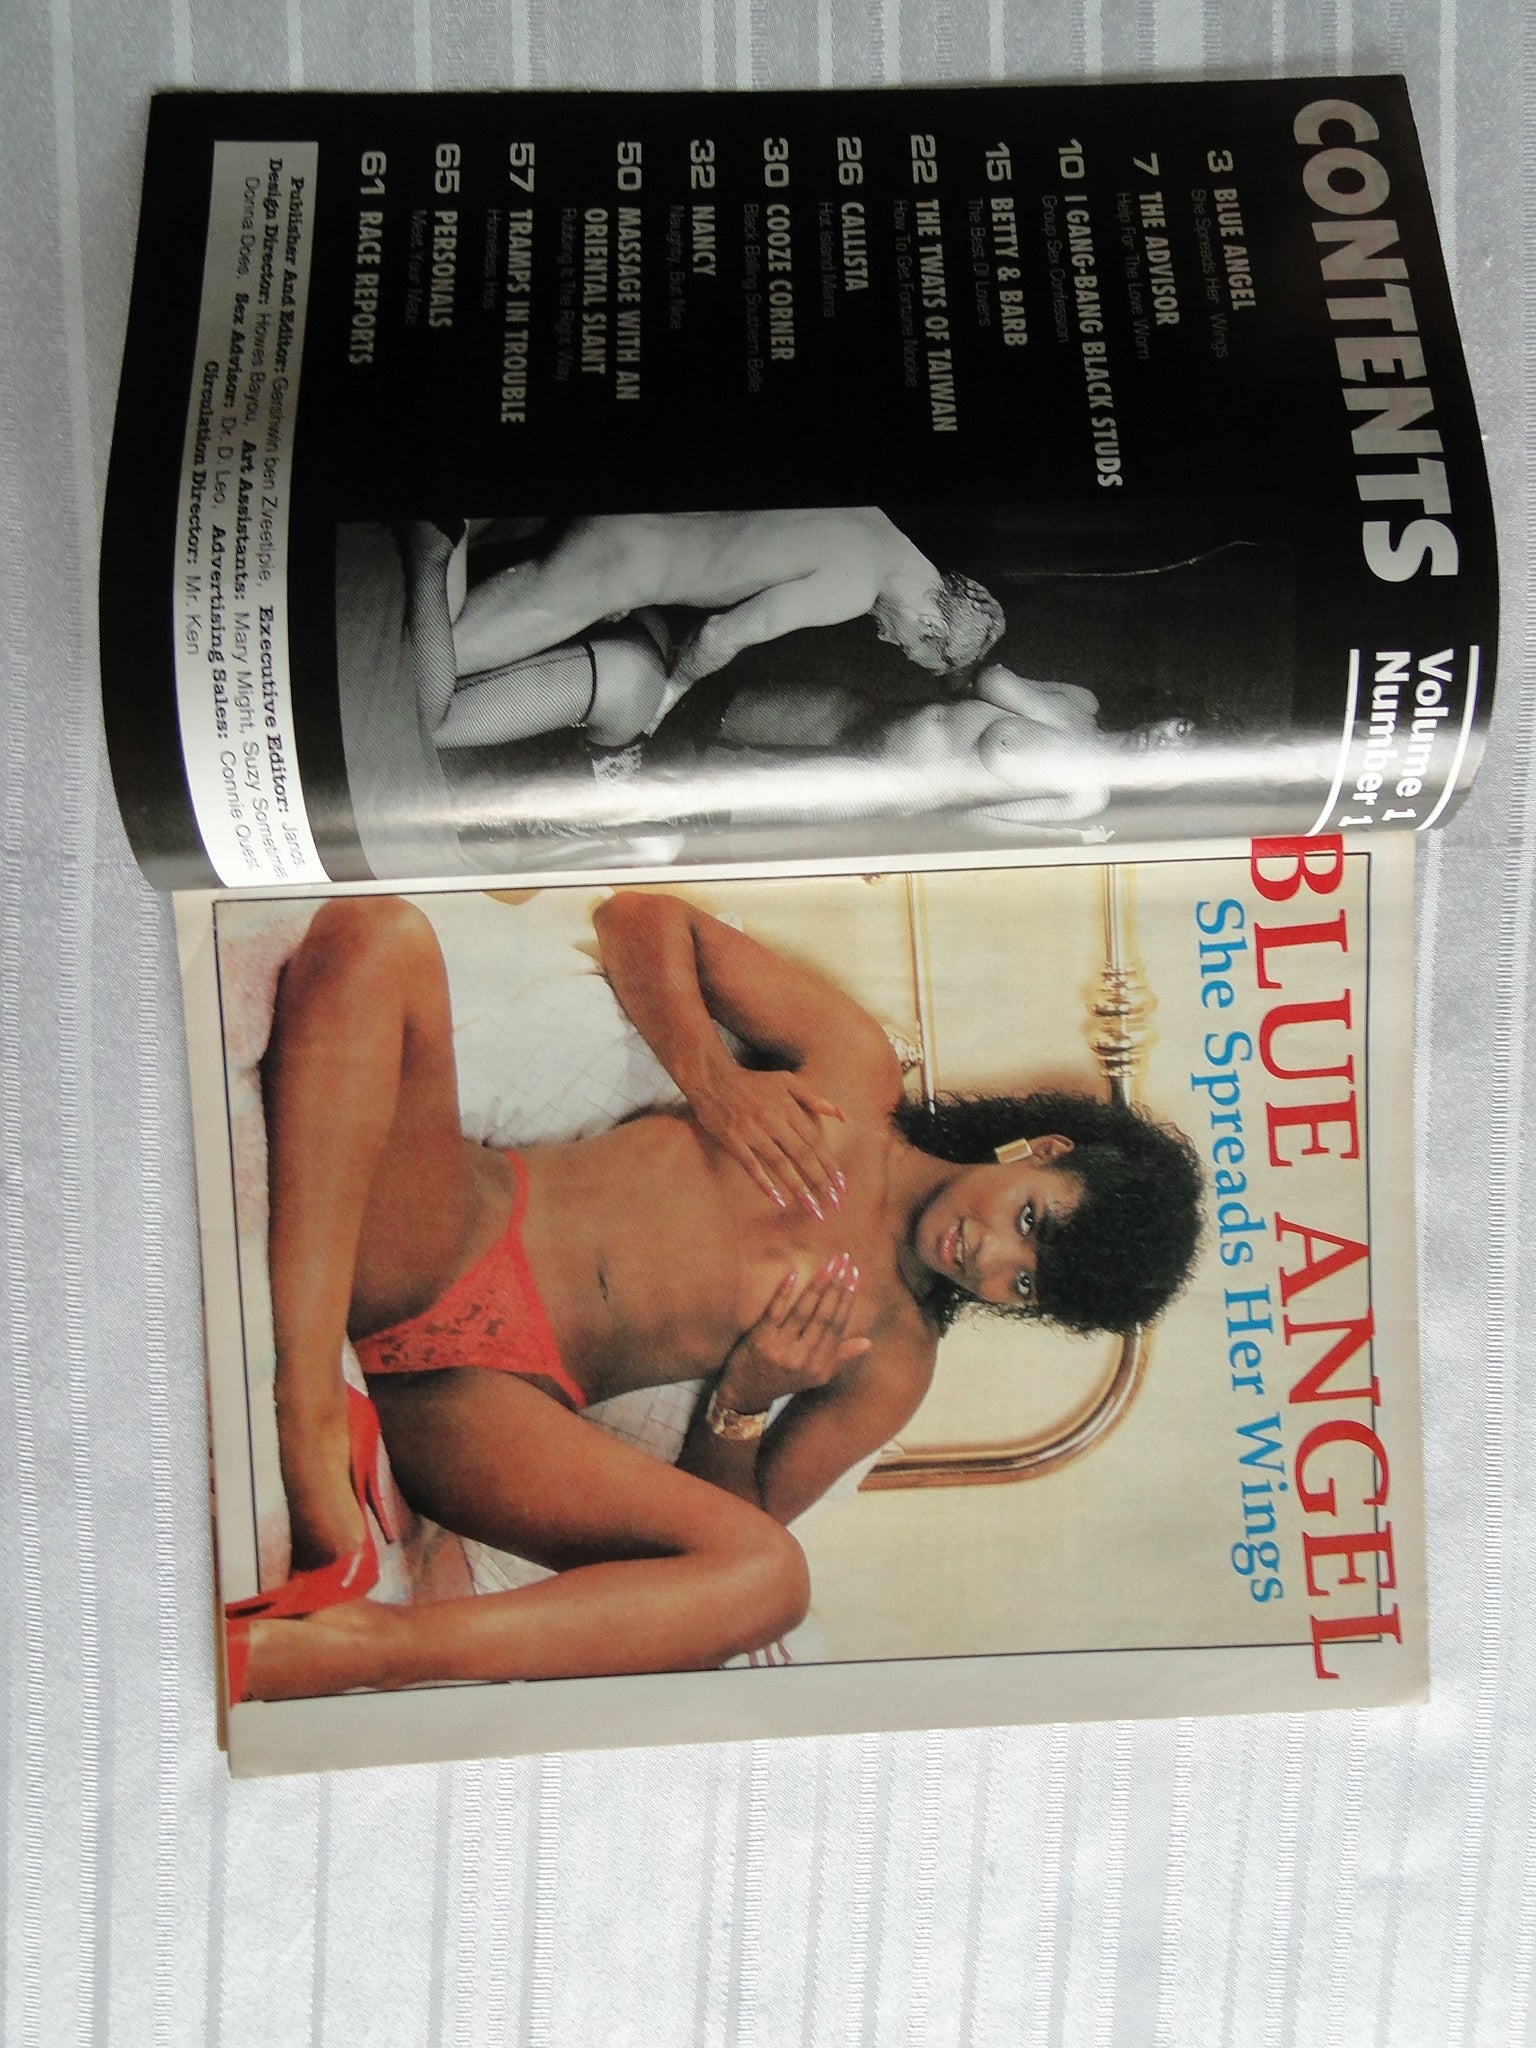 CONTENTS
Volume 1
Number 1
3 BLUE ANGEL
She Spreads Her Wings
7 THE ADVISOR
Help For The Love Worn
10 I GANG-BANG BLACK STUDS
Group Sex Confession
15 BETTY & BARB
The Best Of Lovers
22 THE TWATS OF TAIWAN
How To Get Fortune Nookie
26 CALLISTA
Hot Island Mama
30 COOZE CORNER
Black Balling Southern Belle
32 NANCY
Naughty, But Nice
50 MASSAGE WITH AN
ORIENTAL SLANT
Rubbing It The Right Way
57 TRAMPS IN TROUBLE
Homeless Hos
65 PERSONALS
Meet Your Mate
61 RACE REPORTS
Publisher And Editor: Gershwin ben Zveetipie, Executive Editor: Janos
Design Director: Howes Bayou, Art Assistants: Mary Might, Suzy Sometimes
Donna Does, Sex Advisor: Dr. D. Leo, Advertising Sales: Connie Quest
Circulation Director: Mr. Ken
BLUE ANGEL
She Spreads Her Wings